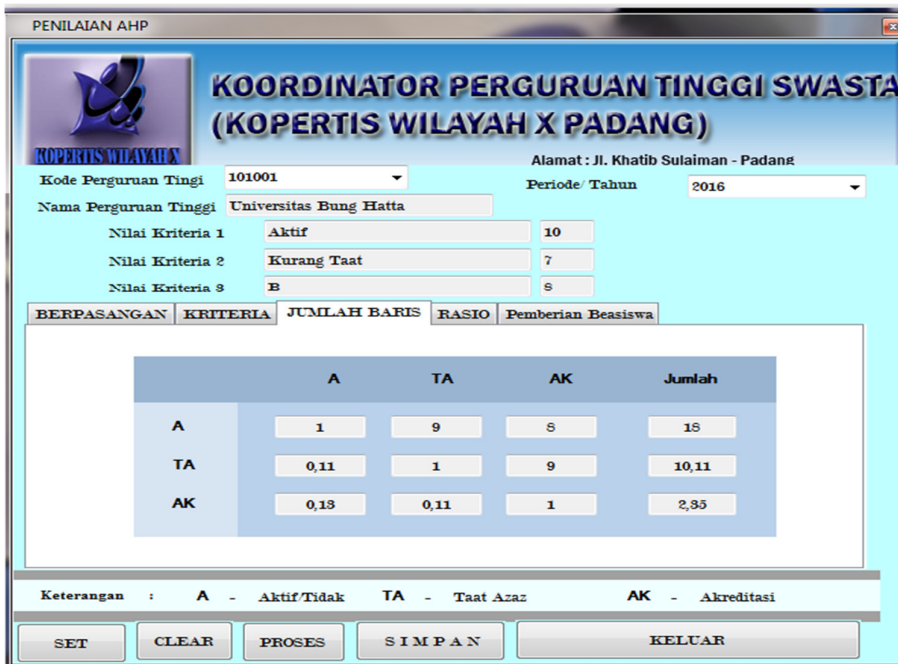 PENILAIAN AHP
KOORDINATOR PERGURUAN TINGGI SWASTA
(KOPERTIS WILAYAH X PADANG)
KOPERTIS WILAYAH X
Alamat : Jl. Khatib Sulaiman - Padang
Kode Perguruan Tingi 101001 Periode/ Tahun 2016
Nama Perguruan Tinggi Universitas Bung Hatta
Nilai Kriteria 1 Aktif 10
Nilai Kriteria 2 Kurang Taat 7
Nilai Kriteria 3 B 8
BERPASANGAN KRITERIA JUMLAH BARIS RASIO Pemberian Beasiswa
A TA AK Jumlah
A 1 9 8 18
TA 0,11 1 9 10,11
AK 0,13 0,11 1 2,35
Keterangan : A - Aktif/Tidak TA - Taat Azaz AK - Akreditasi
SET CLEAR PROSES S I M P A N KELUAR